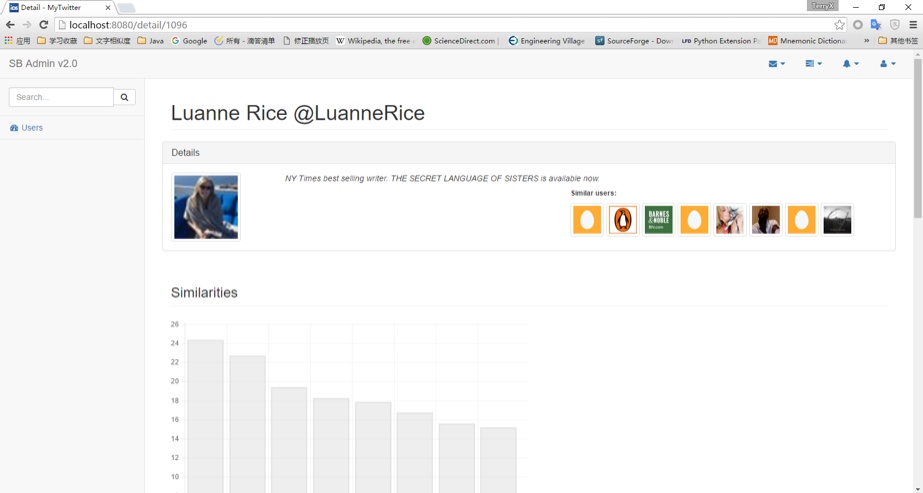 Detail - MyTwitter
TerryX
localhost:8080/detail/1096
应用 学习收藏 文字相似度 Java Google 所有 - 滴答清单 修正播放页 Wikipedia, the free ScienceDirect.com | Engineering Village SourceForge - Down LFD Python Extension Pa Mnemonic Dictiona » 其他书签
SB Admin v2.0
Search...
Users
Luanne Rice @LuanneRice
Details
NY Times best selling writer. THE SECRET LANGUAGE OF SISTERS is available now.
Similar users:
BARNES
&NOBLE
Similarities
26
24
22
20
18
16
14
12
10